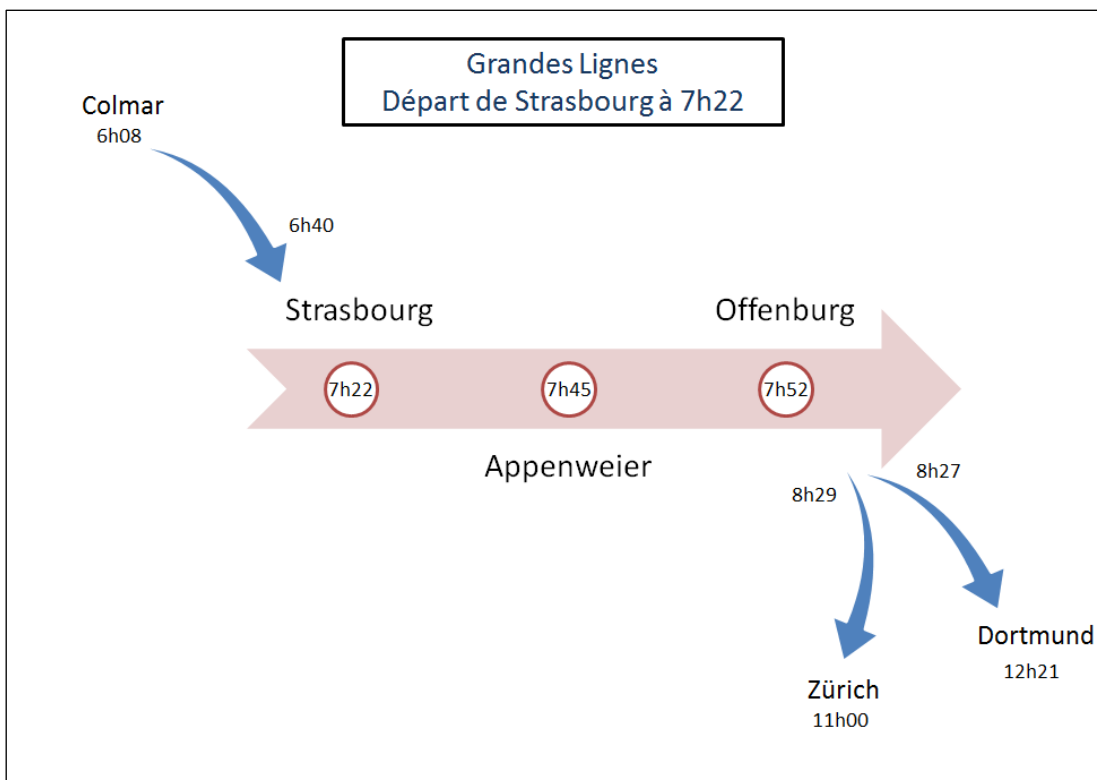 Grandes Lignes
Départ de Strasbourg à 7h22
Colmar
6h08
6h40
Strasbourg
Offenburg
7h22
7h45
7h52
Appenweier
8h29
8h27
Dortmund
12h21
Zürich
11h00